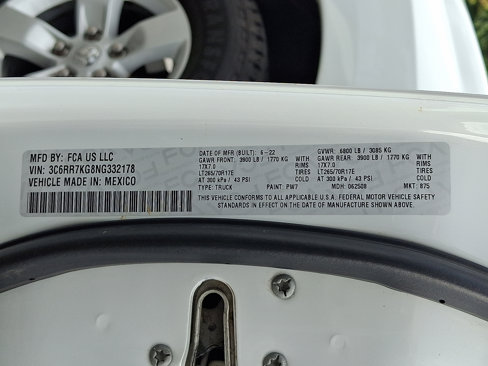 MFD BY: FCA US LLC
VIN: 3C6RR7KG8NG332178
VEHICLE MADE IN: MEXICO
DATE OF MFR (BUILT): 6-22 GVWR: 6800 LB / 3085 KG
GAWR FRONT: 3900 LB / 1770 KG WITH GAWR REAR: 3900 LB / 1770 KG WITH
17X7.0 RIMS 17X7.0 RIMS
LT265/70R17E TIRES LT265/70R17E TIRES
AT 300 kPa / 43 PSI COLD AT 300 kPa / 43 PSI COLD
TYPE: TRUCK PAINT: PW7 MDH: 062509 MKT: 875
THIS VEHICLE CONFORMS TO ALL APPLICABLE U.S.A. FEDERAL MOTOR VEHICLE SAFETY
STANDARDS IN EFFECT ON THE DATE OF MANUFACTURE SHOWN ABOVE.